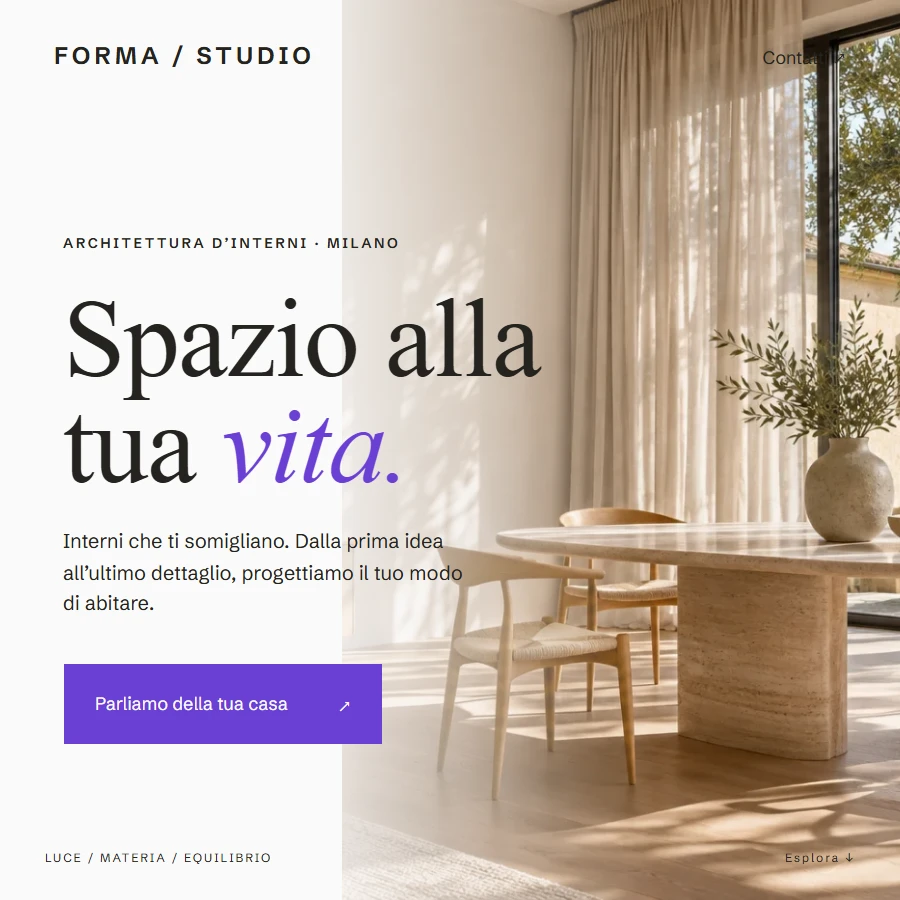 FORMA / STUDIO
Contatti ↗
ARCHITETTURA D’INTERNI · MILANO
Spazio alla
tua vita.
Interni che ti somigliano. Dalla prima idea
all’ultimo dettaglio, progettiamo il tuo modo
di abitare.
Parliamo della tua casa ↗
LUCE / MATERIA / EQUILIBRIO
Esplora ↓